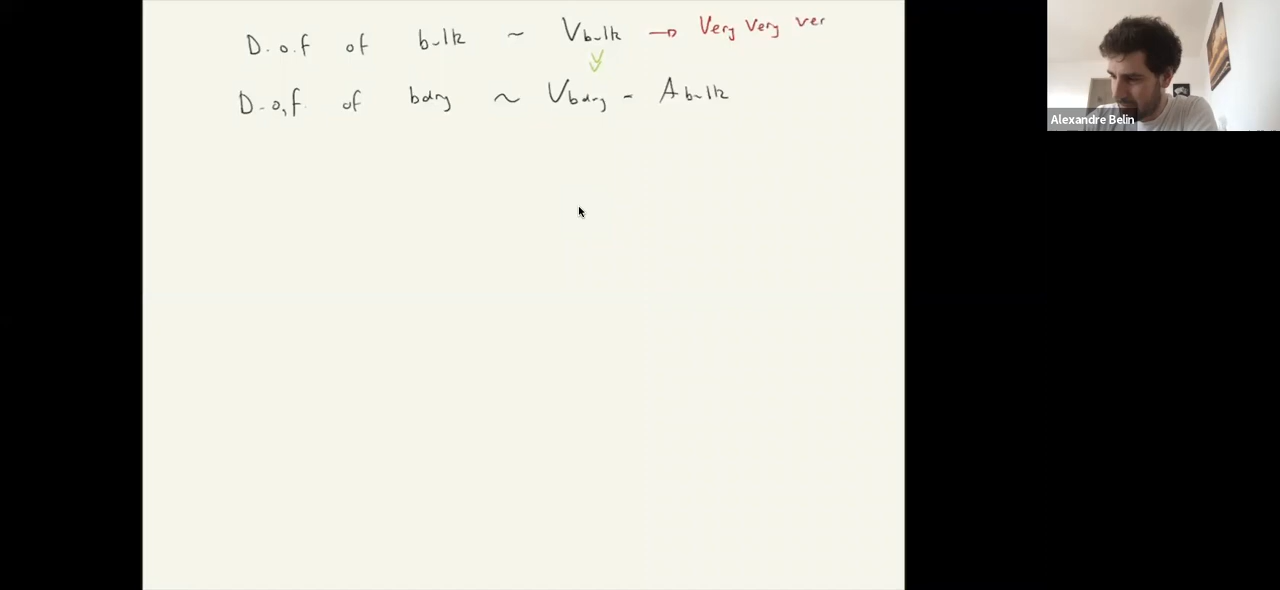 D.o.f of bulk ~ Vbulk → Very Very ver
D.o.f. of bdry ~ Vbdry - Abulk
Alexandre Belin